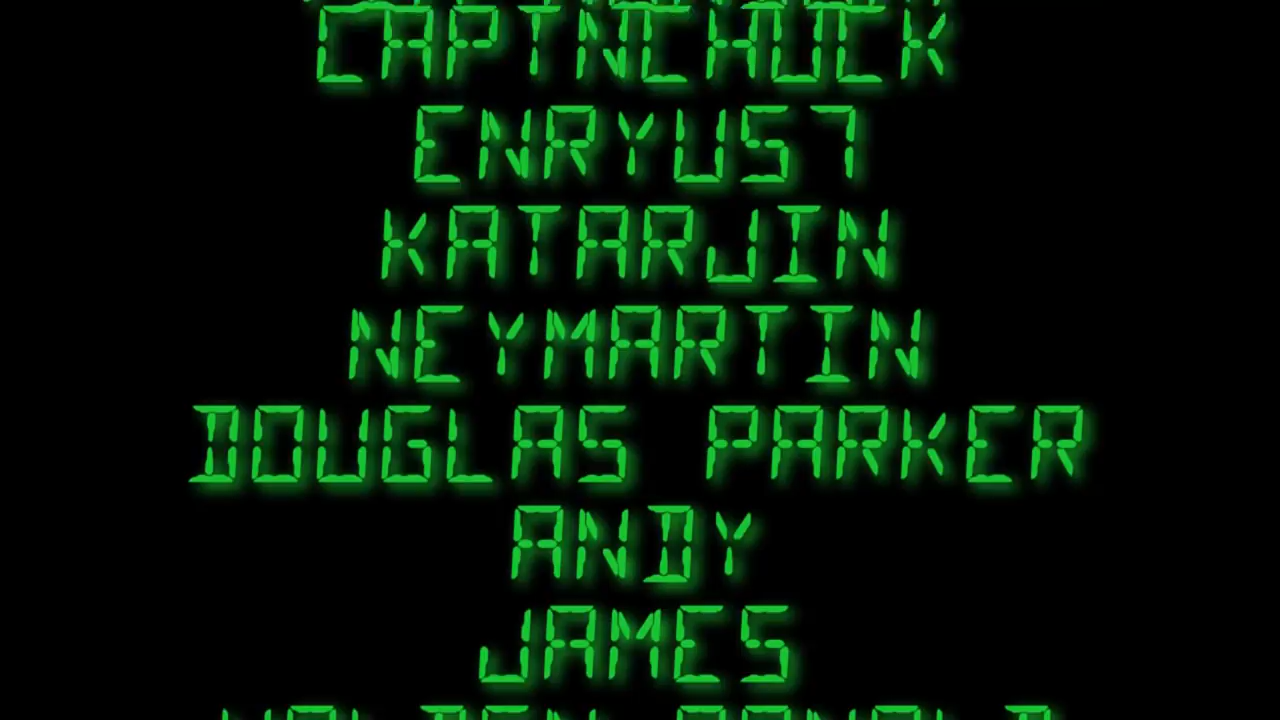 CAPTNCHUCK
ENRYUS7
KATARJIN
NEYMARTIN
DOUGLAS PARKER
ANDY
JAMES